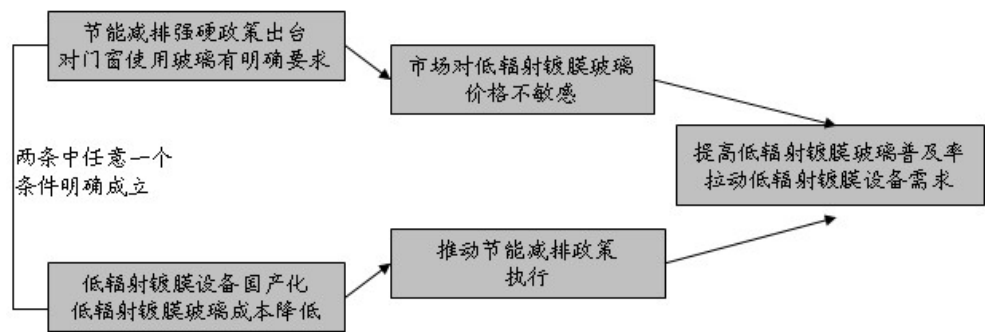 节能减排强硬政策出台
对门窗使用玻璃有明确要求
市场对低辐射镀膜玻璃
价格不敏感
两条中任意一个
条件明确成立
提高低辐射镀膜玻璃普及率
拉动低辐射镀膜设备需求
推动节能减排政策
执行
低辐射镀膜设备国产化
低辐射镀膜玻璃成本降低